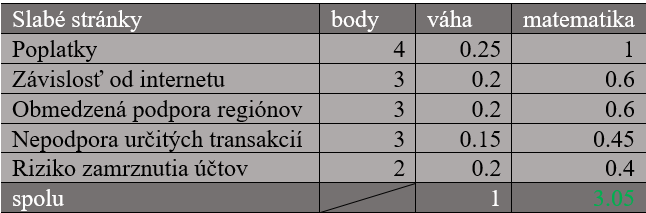 Slabé stránky body váha matematika
Poplatky 4 0.25 1
Závislosť od internetu 3 0.2 0.6
Obmedzená podpora regiónov 3 0.2 0.6
Nepodpora určitých transakcií 3 0.15 0.45
Riziko zamrznutia účtov 2 0.2 0.4
spolu 1 3.05